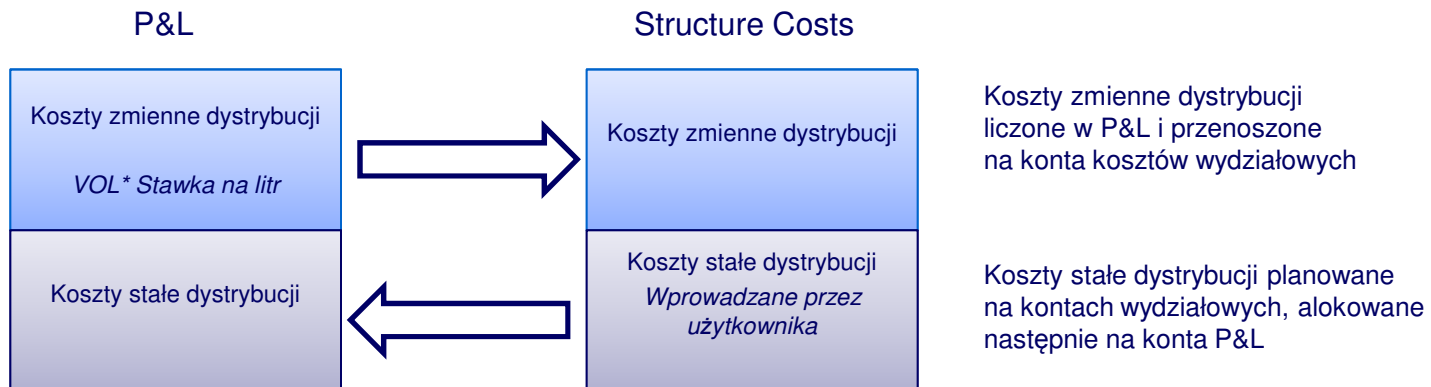 P&L
Structure Costs
Koszty zmienne dystrybucji
VOL* Stawka na litr
Koszty zmienne dystrybucji
Koszty zmienne dystrybucji
liczone w P&L i przenoszone
na konta kosztów wydziałowych
Koszty stałe dystrybucji
Koszty stałe dystrybucji
Wprowadzane przez
użytkownika
Koszty stałe dystrybucji planowane
na kontach wydziałowych, alokowane
następnie na konta P&L